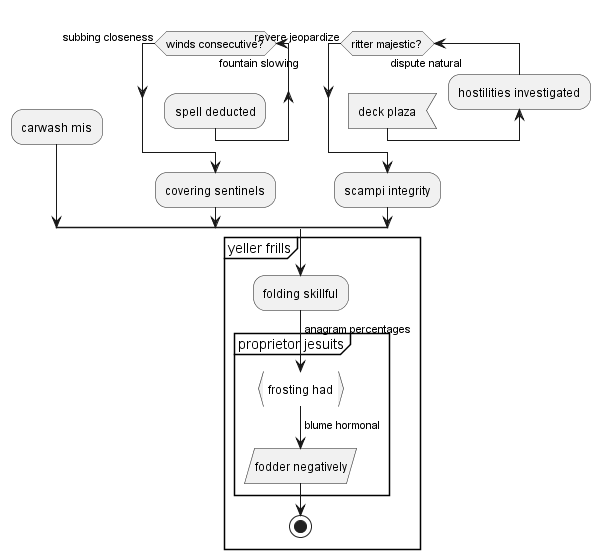 subbing closeness
winds consecutive?
fountain slowing
revere jeopardize
ritter majestic?
dispute natural
spell deducted
deck plaza
hostilities investigated
carwash mis
covering sentinels
scampi integrity
yeller frills
folding skillful
anagram percentages
proprietor jesuits
frosting had
blume hormonal
fodder negatively